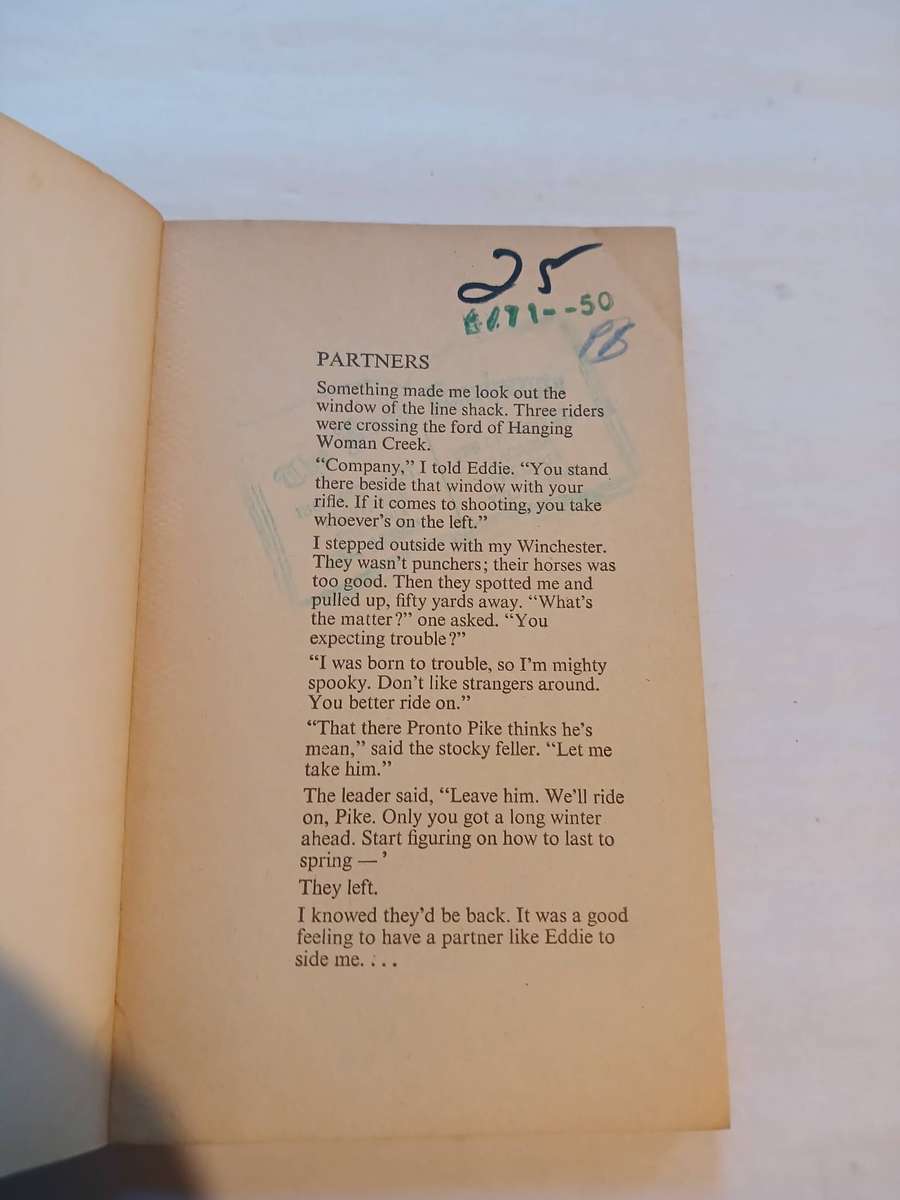 25
PB
PARTNERS
Something made me look out the
window of the line shack. Three riders
were crossing the ford of Hanging
Woman Creek.
“Company,” I told Eddie. “You stand
there beside that window with your
rifle. If it comes to shooting, you take
whoever’s on the left.”
I stepped outside with my Winchester.
They wasn’t punchers; their horses was
too good. Then they spotted me and
pulled up, fifty yards away. “What’s
the matter?” one asked. “You
expecting trouble?”
“I was born to trouble, so I’m mighty
spooky. Don’t like strangers around.
You better ride on.”
“That there Pronto Pike thinks he’s
mean,” said the stocky feller. “Let me
take him.”
The leader said, “Leave him. We’ll ride
on, Pike. Only you got a long winter
ahead. Start figuring on how to last to
spring — ’
They left.
I knowed they’d be back. It was a good
feeling to have a partner like Eddie to
side me. . . .